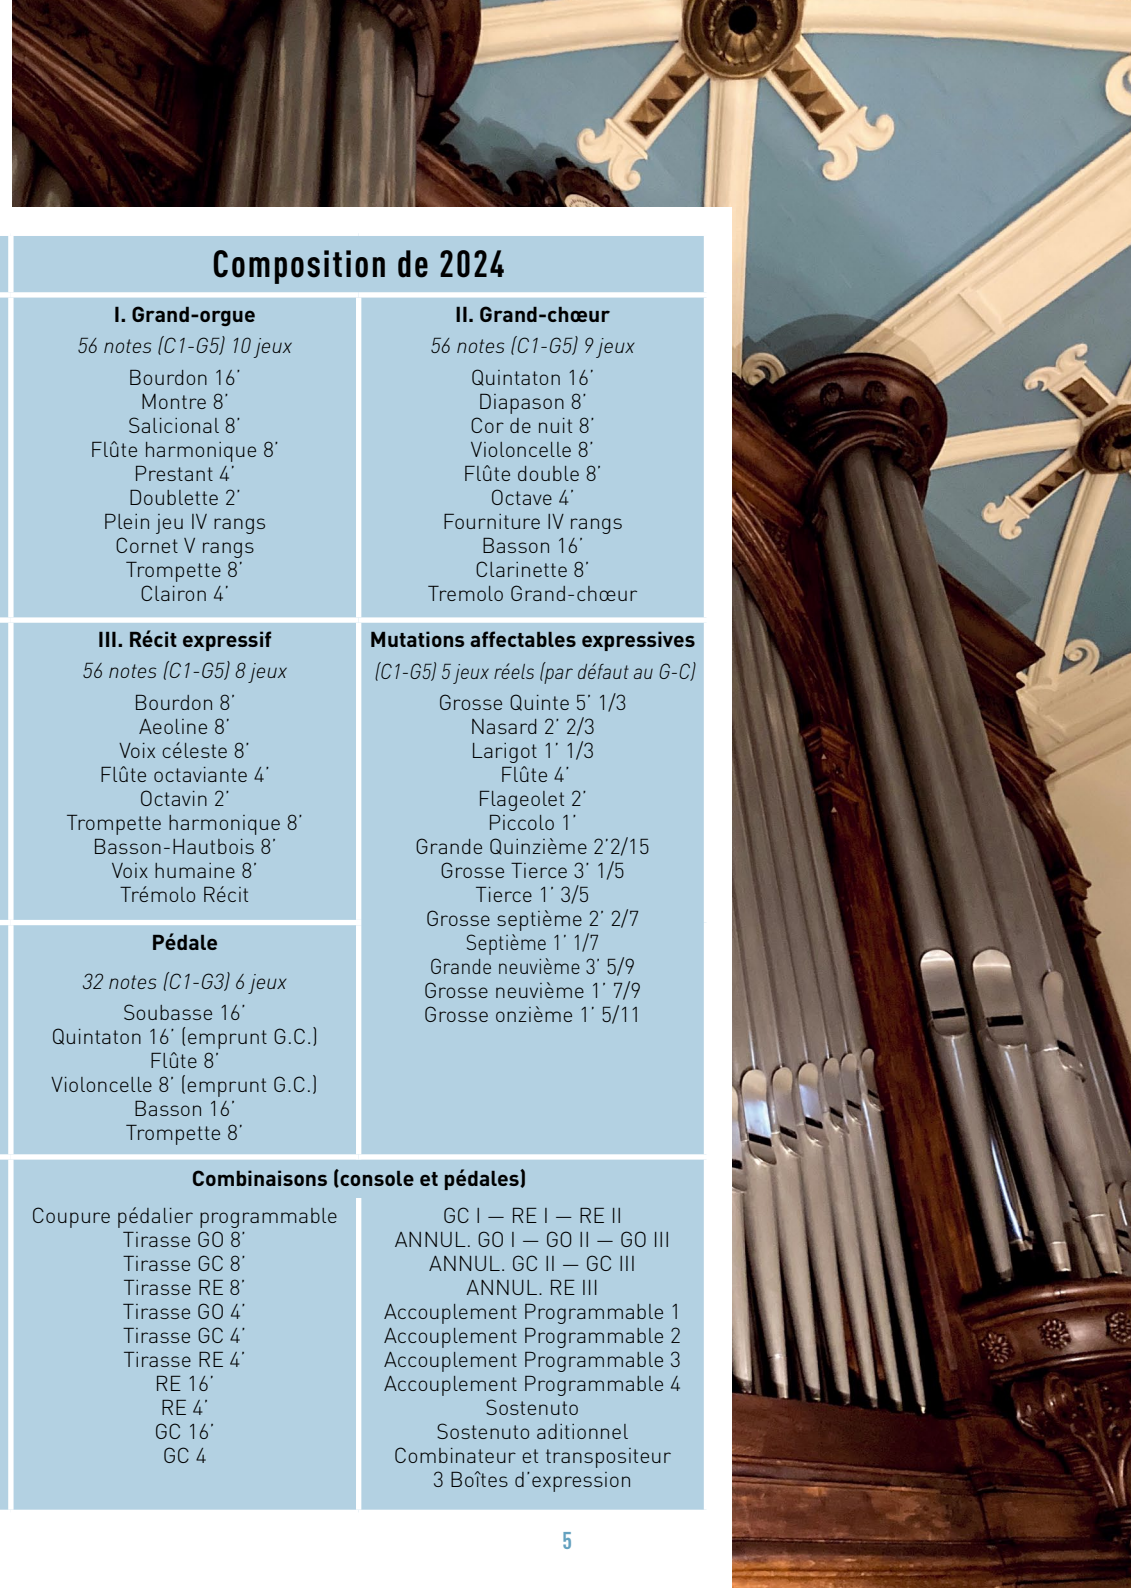 Composition de 2024
I. Grand-orgue
56 notes (C1-G5) 10 jeux
Bourdon 16’
Montre 8’
Salicional 8’
Flûte harmonique 8’
Prestant 4’
Doublette 2’
Plein jeu IV rangs
Cornet V rangs
Trompette 8’
Clairon 4’
II. Grand-chœur
56 notes (C1-G5) 9 jeux
Quintaton 16’
Diapason 8’
Cor de nuit 8’
Violoncelle 8’
Flûte double 8’
Octave 4’
Fourniture IV rangs
Basson 16’
Clarinette 8’
Tremolo Grand-chœur
III. Récit expressif
56 notes (C1-G5) 8 jeux
Bourdon 8’
Aeoline 8’
Voix céleste 8’
Flûte octaviante 4’
Octavin 2’
Trompette harmonique 8’
Basson-Hautbois 8’
Voix humaine 8’
Trémolo Récit
Mutations affectables expressives
(C1-G5) 5 jeux réels (par défaut au G-C)
Grosse Quinte 5’ 1/3
Nasard 2’ 2/3
Larigot 1’ 1/3
Flûte 4’
Flageolet 2’
Piccolo 1’
Grande Quinzième 2’2/15
Grosse Tierce 3’ 1/5
Tierce 1’ 3/5
Grosse septième 2’ 2/7
Septième 1’ 1/7
Grande neuvième 3’ 5/9
Grosse neuvième 1’ 7/9
Grosse onzième 1’ 5/11
Pédale
32 notes (C1-G3) 6 jeux
Soubasse 16’
Quintaton 16’ (emprunt G.C.)
Flûte 8’
Violoncelle 8’ (emprunt G.C.)
Basson 16’
Trompette 8’
Combinaisons (console et pédales)
Coupure pédalier programmable
Tirasse GO 8’
Tirasse GC 8’
Tirasse RE 8’
Tirasse GO 4’
Tirasse GC 4’
Tirasse RE 4’
RE 16’
RE 4’
GC 16’
GC 4
GC I — RE I — RE II
ANNUL. GO I — GO II — GO III
ANNUL. GC II — GC III
ANNUL. RE III
Accouplement Programmable 1
Accouplement Programmable 2
Accouplement Programmable 3
Accouplement Programmable 4
Sostenuto
Sostenuto aditionnel
Combinateur et transpositeur
3 Boîtes d’expression
5